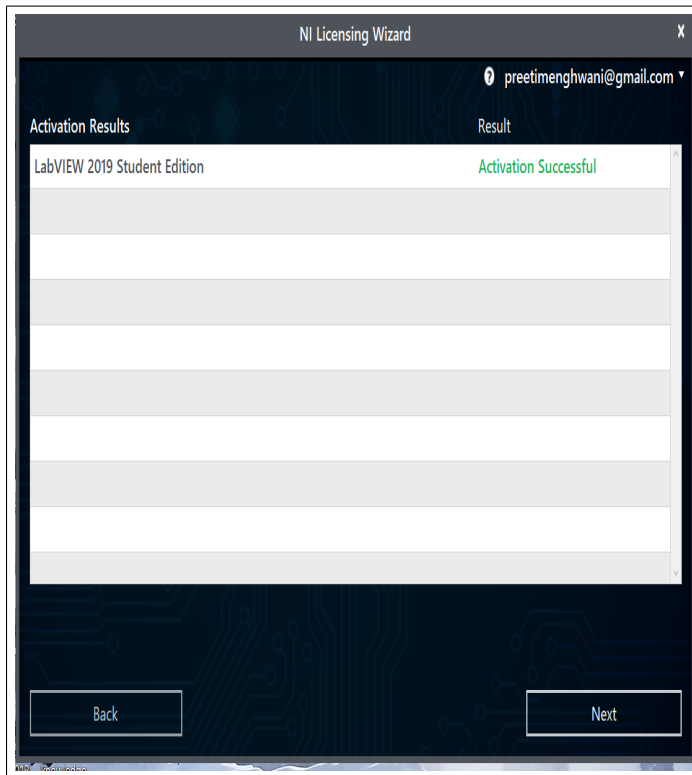 NI Licensing Wizard
x
? preetimenghwani@gmail.com
Activation Results Result
LabVIEW 2019 Student Edition Activation Successful
Back Next